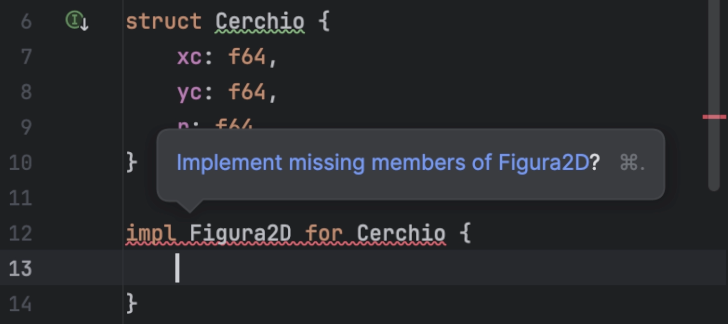 6 struct Cerchio {
7 xc: f64,
8 yc: f64,
9 r: f64
10 }
Implement missing members of Figura2D? ⌘.
11
12 impl Figura2D for Cerchio {
13
14 }